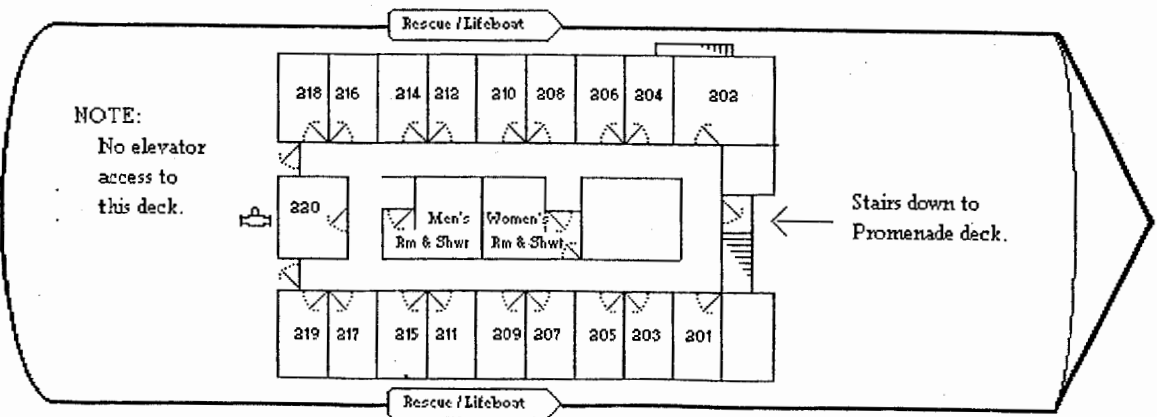 Rescue / Lifeboat
218 216 214 212 210 208 206 204 202
NOTE:
No elevator
access to
this deck.
220
Men's
Rm & Shwr
Women's
Rm & Shwr
Stairs down to
Promenade deck.
219 217 215 211 209 207 205 203 201
Rescue / Lifeboat